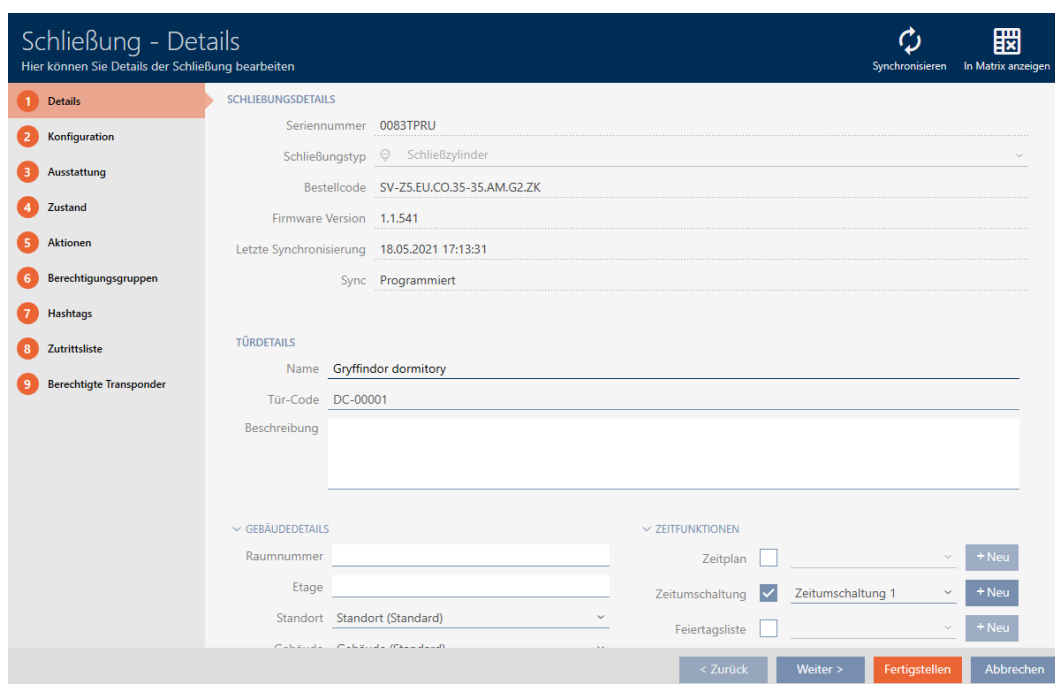 Schließung - Details
Hier können Sie Details der Schließung bearbeiten
Synchronisieren
In Matrix anzeigen
1 Details
2 Konfiguration
3 Ausstattung
4 Zustand
5 Aktionen
6 Berechtigungsgruppen
7 Hashtags
8 Zutrittsliste
9 Berechtigte Transponder
SCHLIEßUNGSDETAILS
Seriennummer 0083TPRU
Schließungstyp Schließzylinder
Bestellcode SV-Z5.EU.CO.35-35.AM.G2.ZK
Firmware Version 1.1.541
Letzte Synchronisierung 18.05.2021 17:13:31
Sync Programmiert
TÜRDETAILS
Name Gryffindor dormitory
Tür-Code DC-00001
Beschreibung
GEBÄUDEDETAILS
Raumnummer
Etage
Standort Standort (Standard)
Gebäude Gebäude (Standard)
ZEITFUNKTIONEN
Zeitplan + Neu
Zeitumschaltung Zeitumschaltung 1 + Neu
Feiertagsliste + Neu
< Zurück
Weiter >
Fertigstellen
Abbrechen